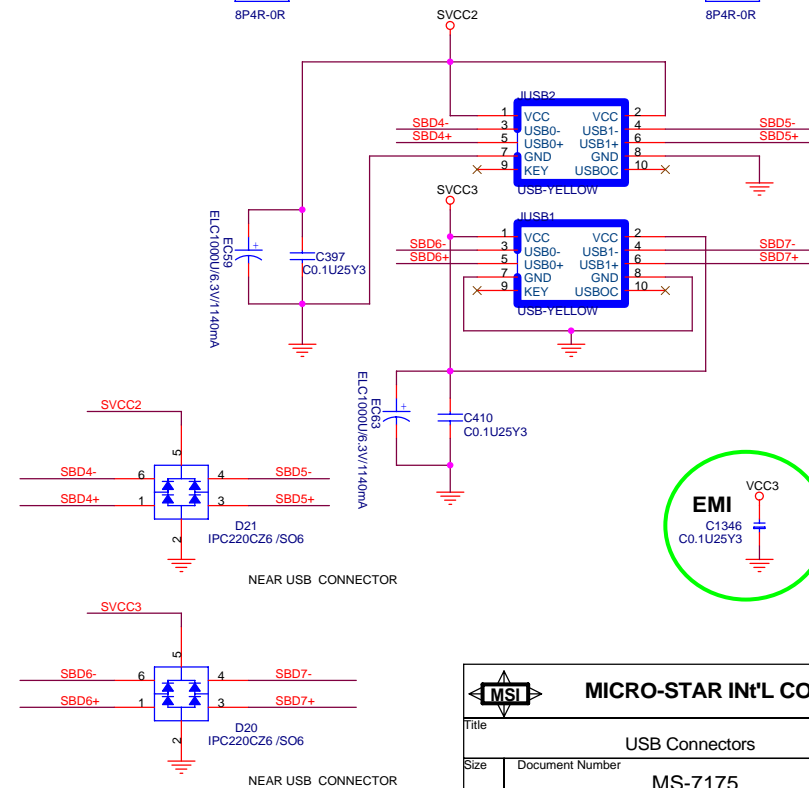 8P4R-0R
8P4R-0R
SVCC2
JUSB2
1 VCC VCC 2
SBD4- 3 USB0- USB1- 4 SBD5-
SBD4+ 5 USB0+ USB1+ 6 SBD5+
7 GND GND 8
9 KEY USBOC 10
USB-YELLOW
SVCC3
JUSB1
1 VCC VCC 2
SBD6- 3 USB0- USB1- 4 SBD7-
SBD6+ 5 USB0+ USB1+ 6 SBD7+
7 GND GND 8
9 KEY USBOC 10
USB-YELLOW
EC59
ELC1000U/6.3V/1140mA
+
C397
C0.1U25Y3
EC63
ELC1000U/6.3V/1140mA
+
C410
C0.1U25Y3
SVCC2
5
SBD4- 6 4 SBD5-
SBD4+ 1 3 SBD5+
2
D21
IPC220CZ6 /SO6
NEAR USB CONNECTOR
VCC3
EMI
C1346
C0.1U25Y3
SVCC3
5
SBD6- 6 4 SBD7-
SBD6+ 1 3 SBD7+
2
D20
IPC220CZ6 /SO6
NEAR USB CONNECTOR
MSI
MICRO-STAR INt'L CO
Title
USB Connectors
Size Document Number
MS-7175